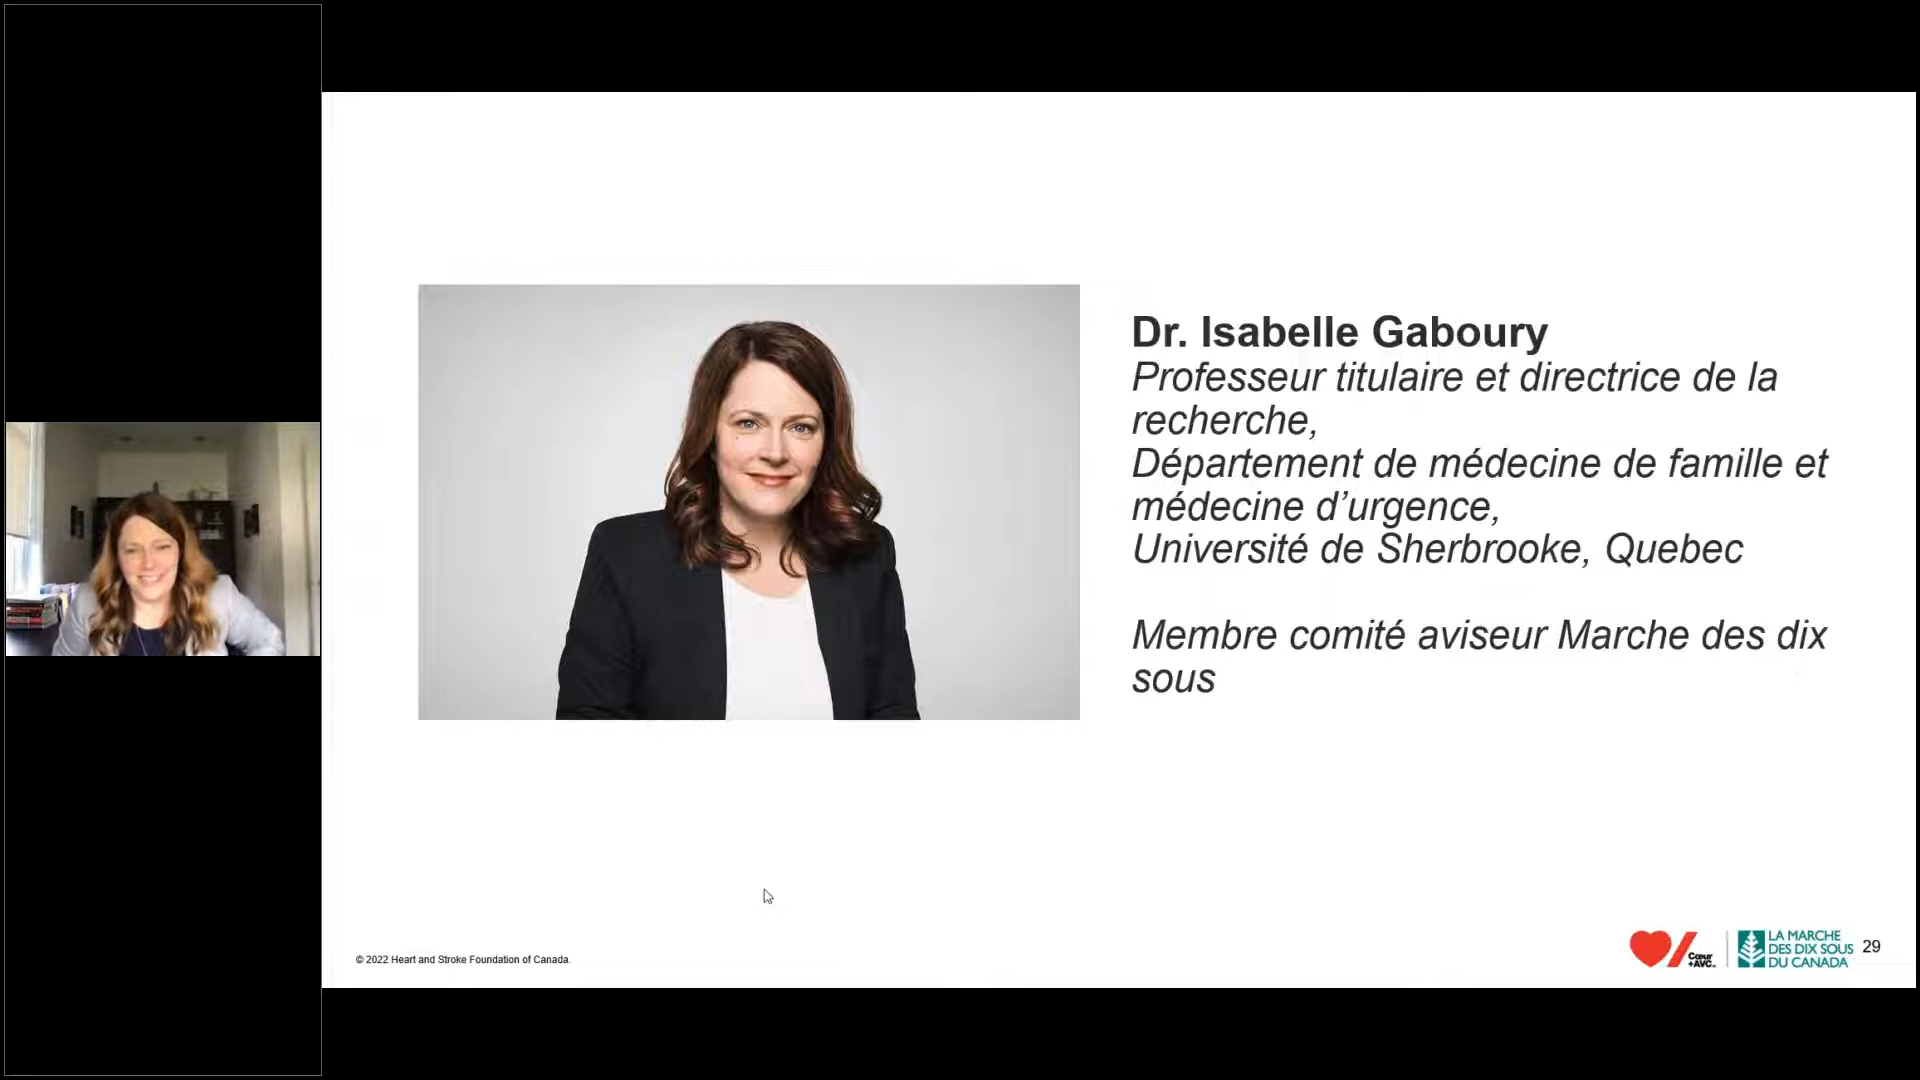 Dr. Isabelle Gaboury
Professeur titulaire et directrice de la
recherche,
Département de médecine de famille et
médecine d’urgence,
Université de Sherbrooke, Quebec
Membre comité aviseur Marche des dix
sous
© 2022 Heart and Stroke Foundation of Canada.
Cœur
+AVC™
LA MARCHE
DES DIX SOUS
DU CANADA
29